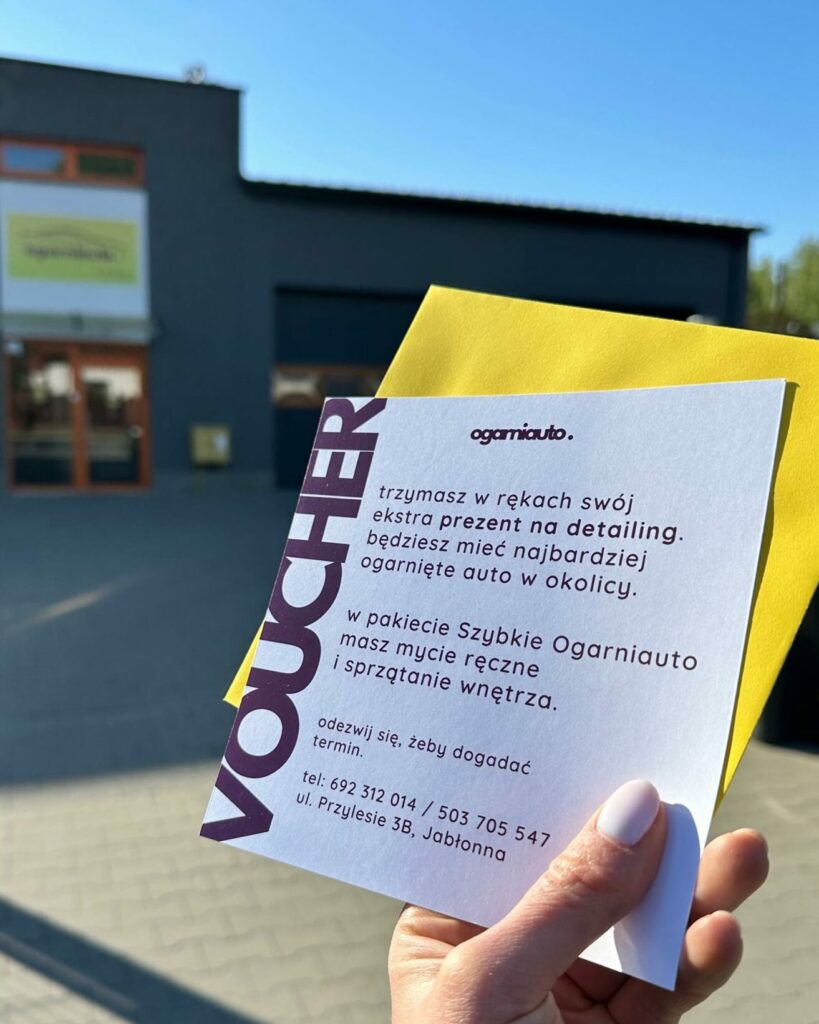 ogarniauto.
VOUCHER
ogarniauto.
trzymasz w rękach swój
ekstra prezent na detailing.
będziesz mieć najbardziej
ogarnięte auto w okolicy.
w pakiecie Szybkie Ogarniauto
masz mycie ręczne
i sprzątanie wnętrza.
odezwij się, żeby dogadać
termin.
tel: 692 312 014 / 503 705 547
ul. Przylesie 3B, Jabłonna